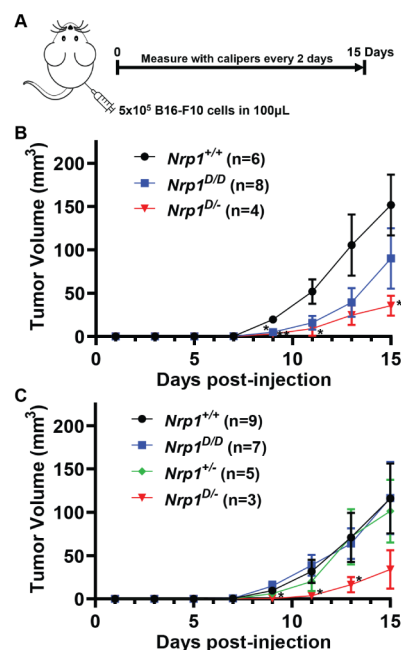 A
0
Measure with calipers every 2 days
15 Days
5x10⁵ B16-F10 cells in 100µL
B
Tumor Volume (mm³)
200
150
100
50
0
Nrp1⁺/⁺ (n=6)
Nrp1ᴰ/ᴰ (n=8)
Nrp1ᴰ/⁻ (n=4)
*
**
*
*
0 5 10 15
Days post-injection
C
Tumor Volume (mm³)
200
150
100
50
0
Nrp1⁺/⁺ (n=9)
Nrp1ᴰ/ᴰ (n=7)
Nrp1⁺/⁻ (n=5)
Nrp1ᴰ/⁻ (n=3)
*
*
*
0 5 10 15
Days post-injection